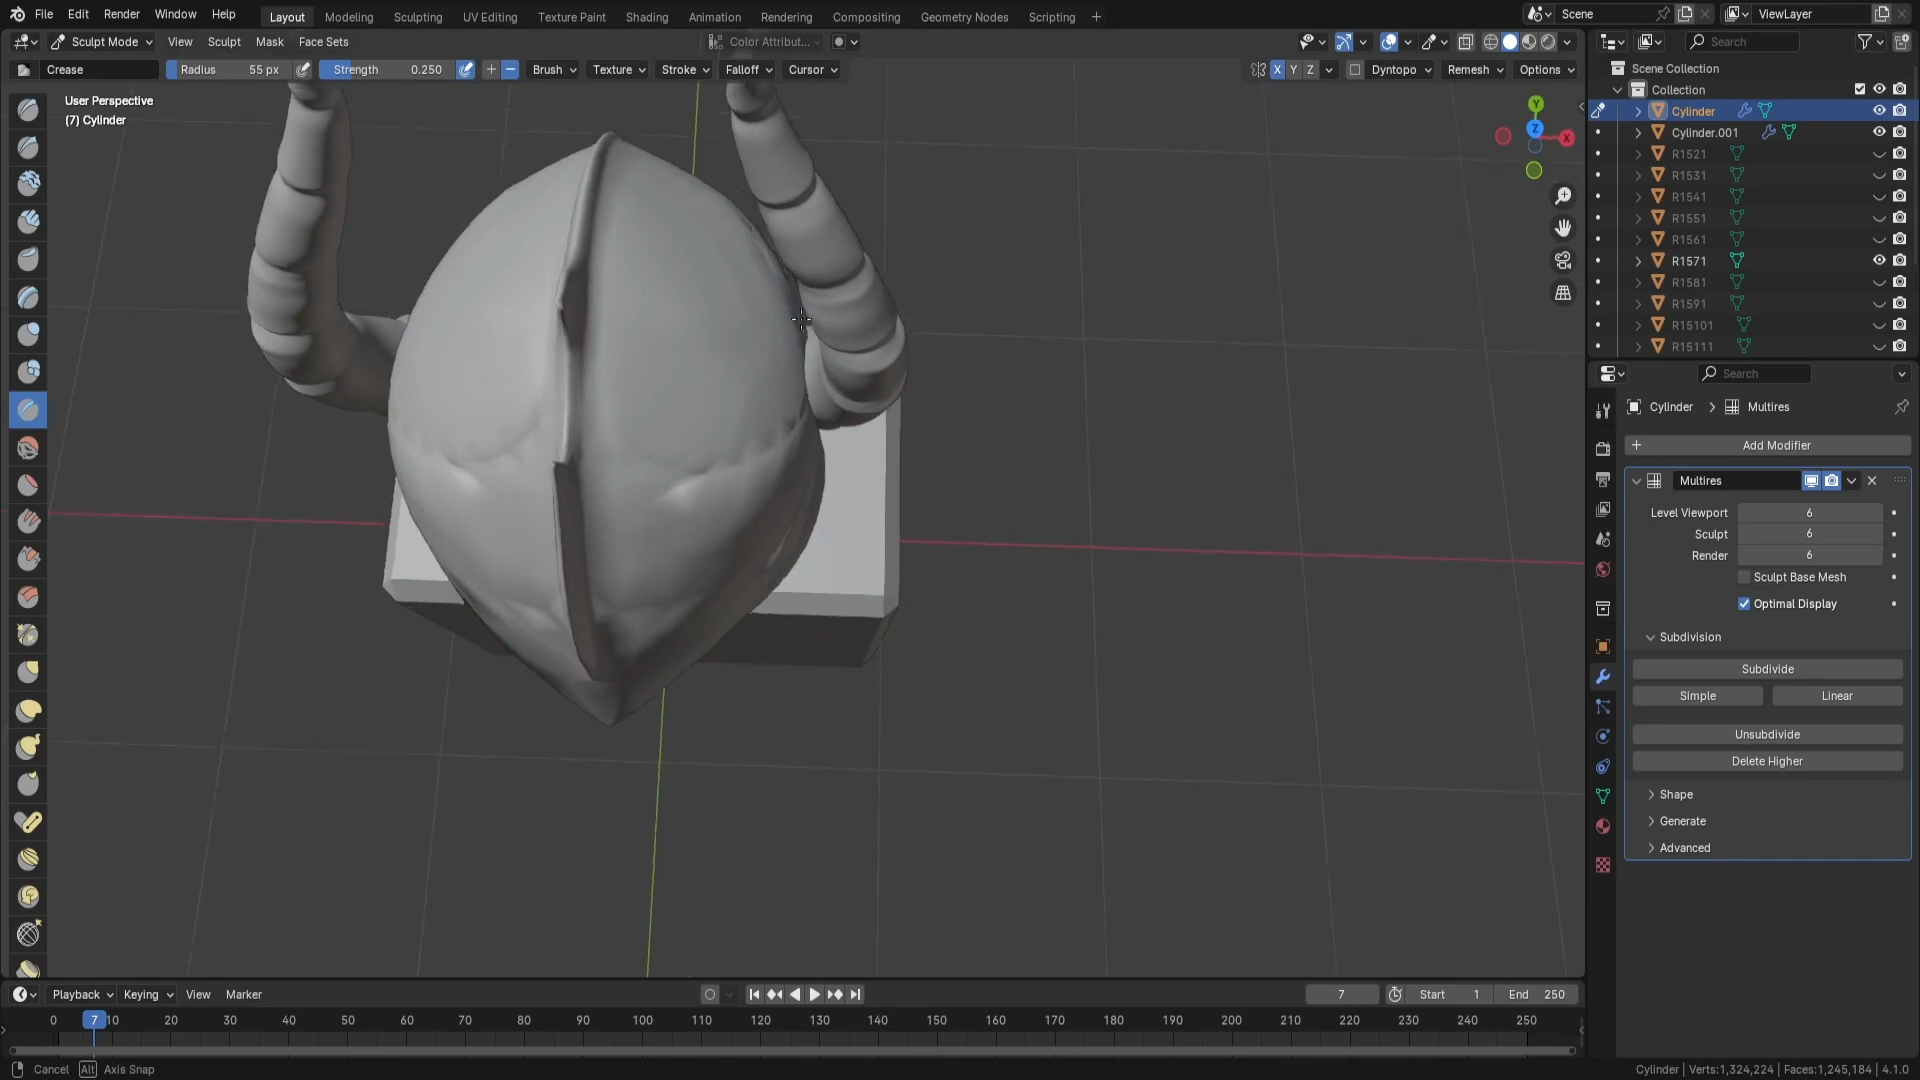 File Edit Render Window Help Layout Modeling Sculpting UV Editing Texture Paint Shading Animation Rendering Compositing Geometry Nodes Scripting + Scene ViewLayer
Sculpt Mode View Sculpt Mask Face Sets Color Attribut... Search
Crease Radius 55 px Strength 0.250 Brush Texture Stroke Falloff Cursor X Y Z Dyntopo Remesh Options
Scene Collection
Collection
Cylinder
Cylinder.001
R1521
R1531
R1541
R1551
R1561
R1571
R1581
R1591
R15101
R15111
User Perspective
(7) Cylinder
Y
Z
X
Search
Cylinder > Multires
+ Add Modifier
Multires
Level Viewport 6
Sculpt 6
Render 6
Sculpt Base Mesh
Optimal Display
Subdivision
Subdivide
Simple Linear
Unsubdivide
Delete Higher
Shape
Generate
Advanced
Playback Keying View Marker 7 Start 1 End 250
0 7 10 20 30 40 50 60 70 80 90 100 110 120 130 140 150 160 170 180 190 200 210 220 230 240 250
Cancel Alt Axis Snap Cylinder | Verts:1,324,224 | Faces:1,245,184 | 4.1.0